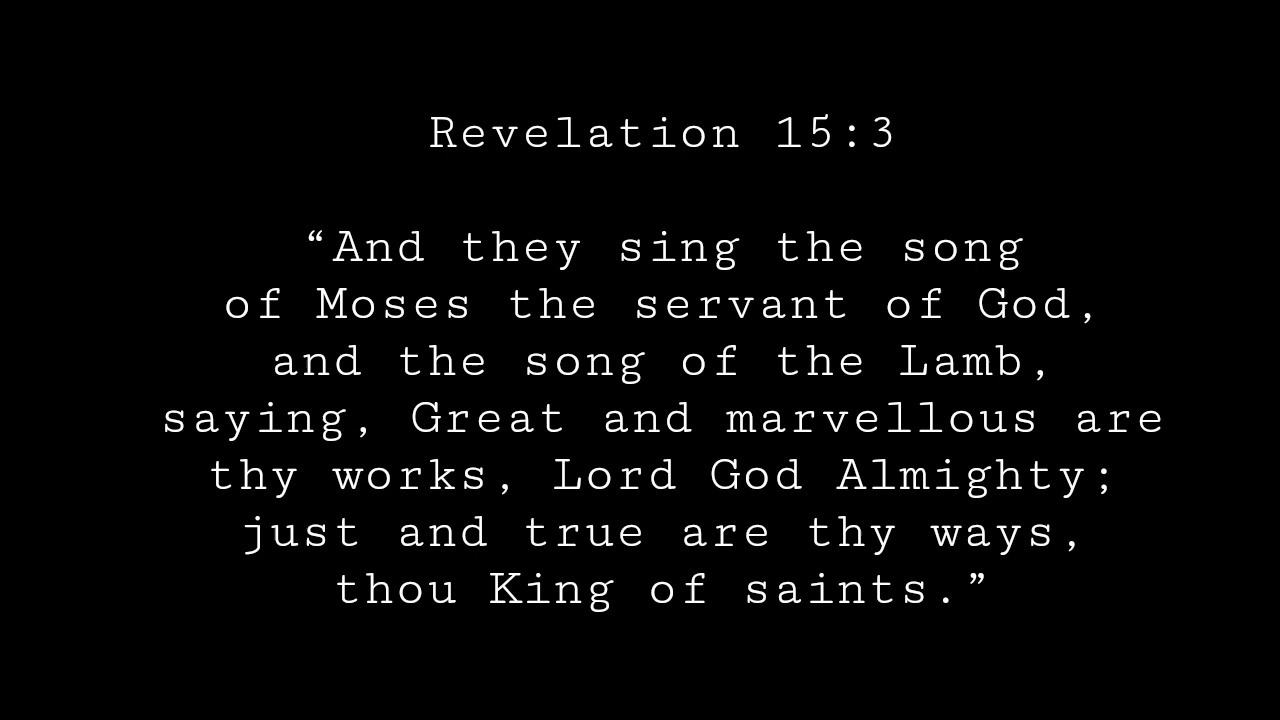 Revelation 15:3
“And they sing the song
of Moses the servant of God,
and the song of the Lamb,
saying, Great and marvellous are
thy works, Lord God Almighty;
just and true are thy ways,
thou King of saints.”